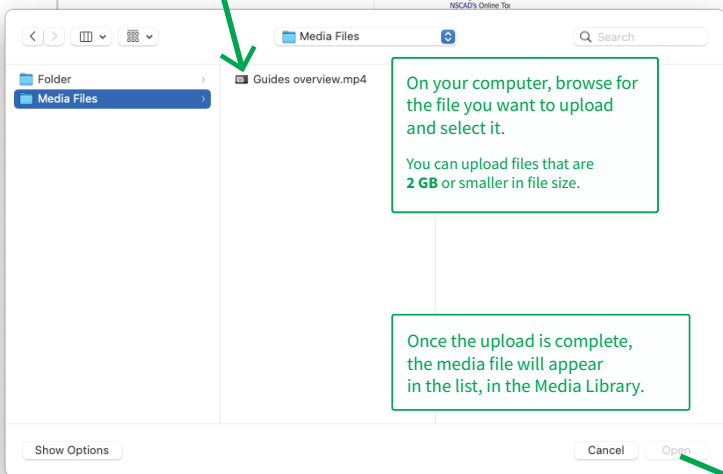 NSCAD's Online Tox
Media Files
Search
Folder
Media Files
Guides overview.mp4
On your computer, browse for
the file you want to upload
and select it.
You can upload files that are
2 GB or smaller in file size.
Once the upload is complete,
the media file will appear
in the list, in the Media Library.
Show Options
Cancel
Open